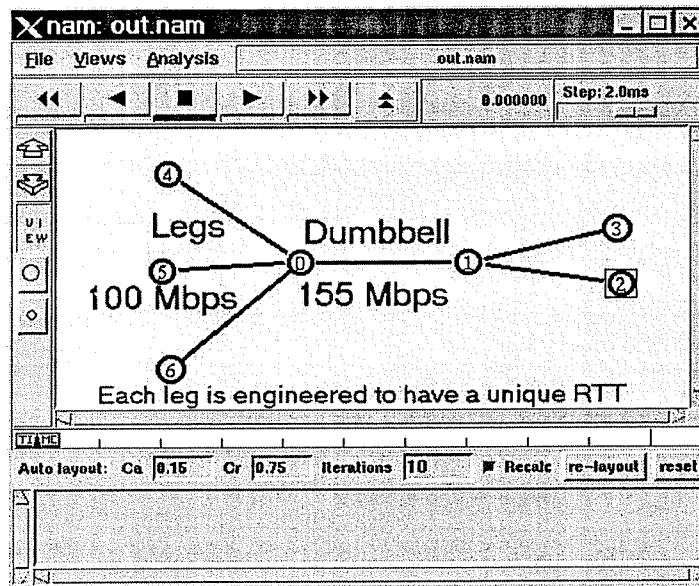 nam: out.nam
File Views Analysis out.nam
0.000000 Step: 2.0ms
4
Legs Dumbbell
3
VIEW
5 0 1
2
100 Mbps 155 Mbps
6
Each leg is engineered to have a unique RTT
TIME
Auto layout: Ca 0.15 Cr 0.75 Iterations 10 Recalc re-layout reset